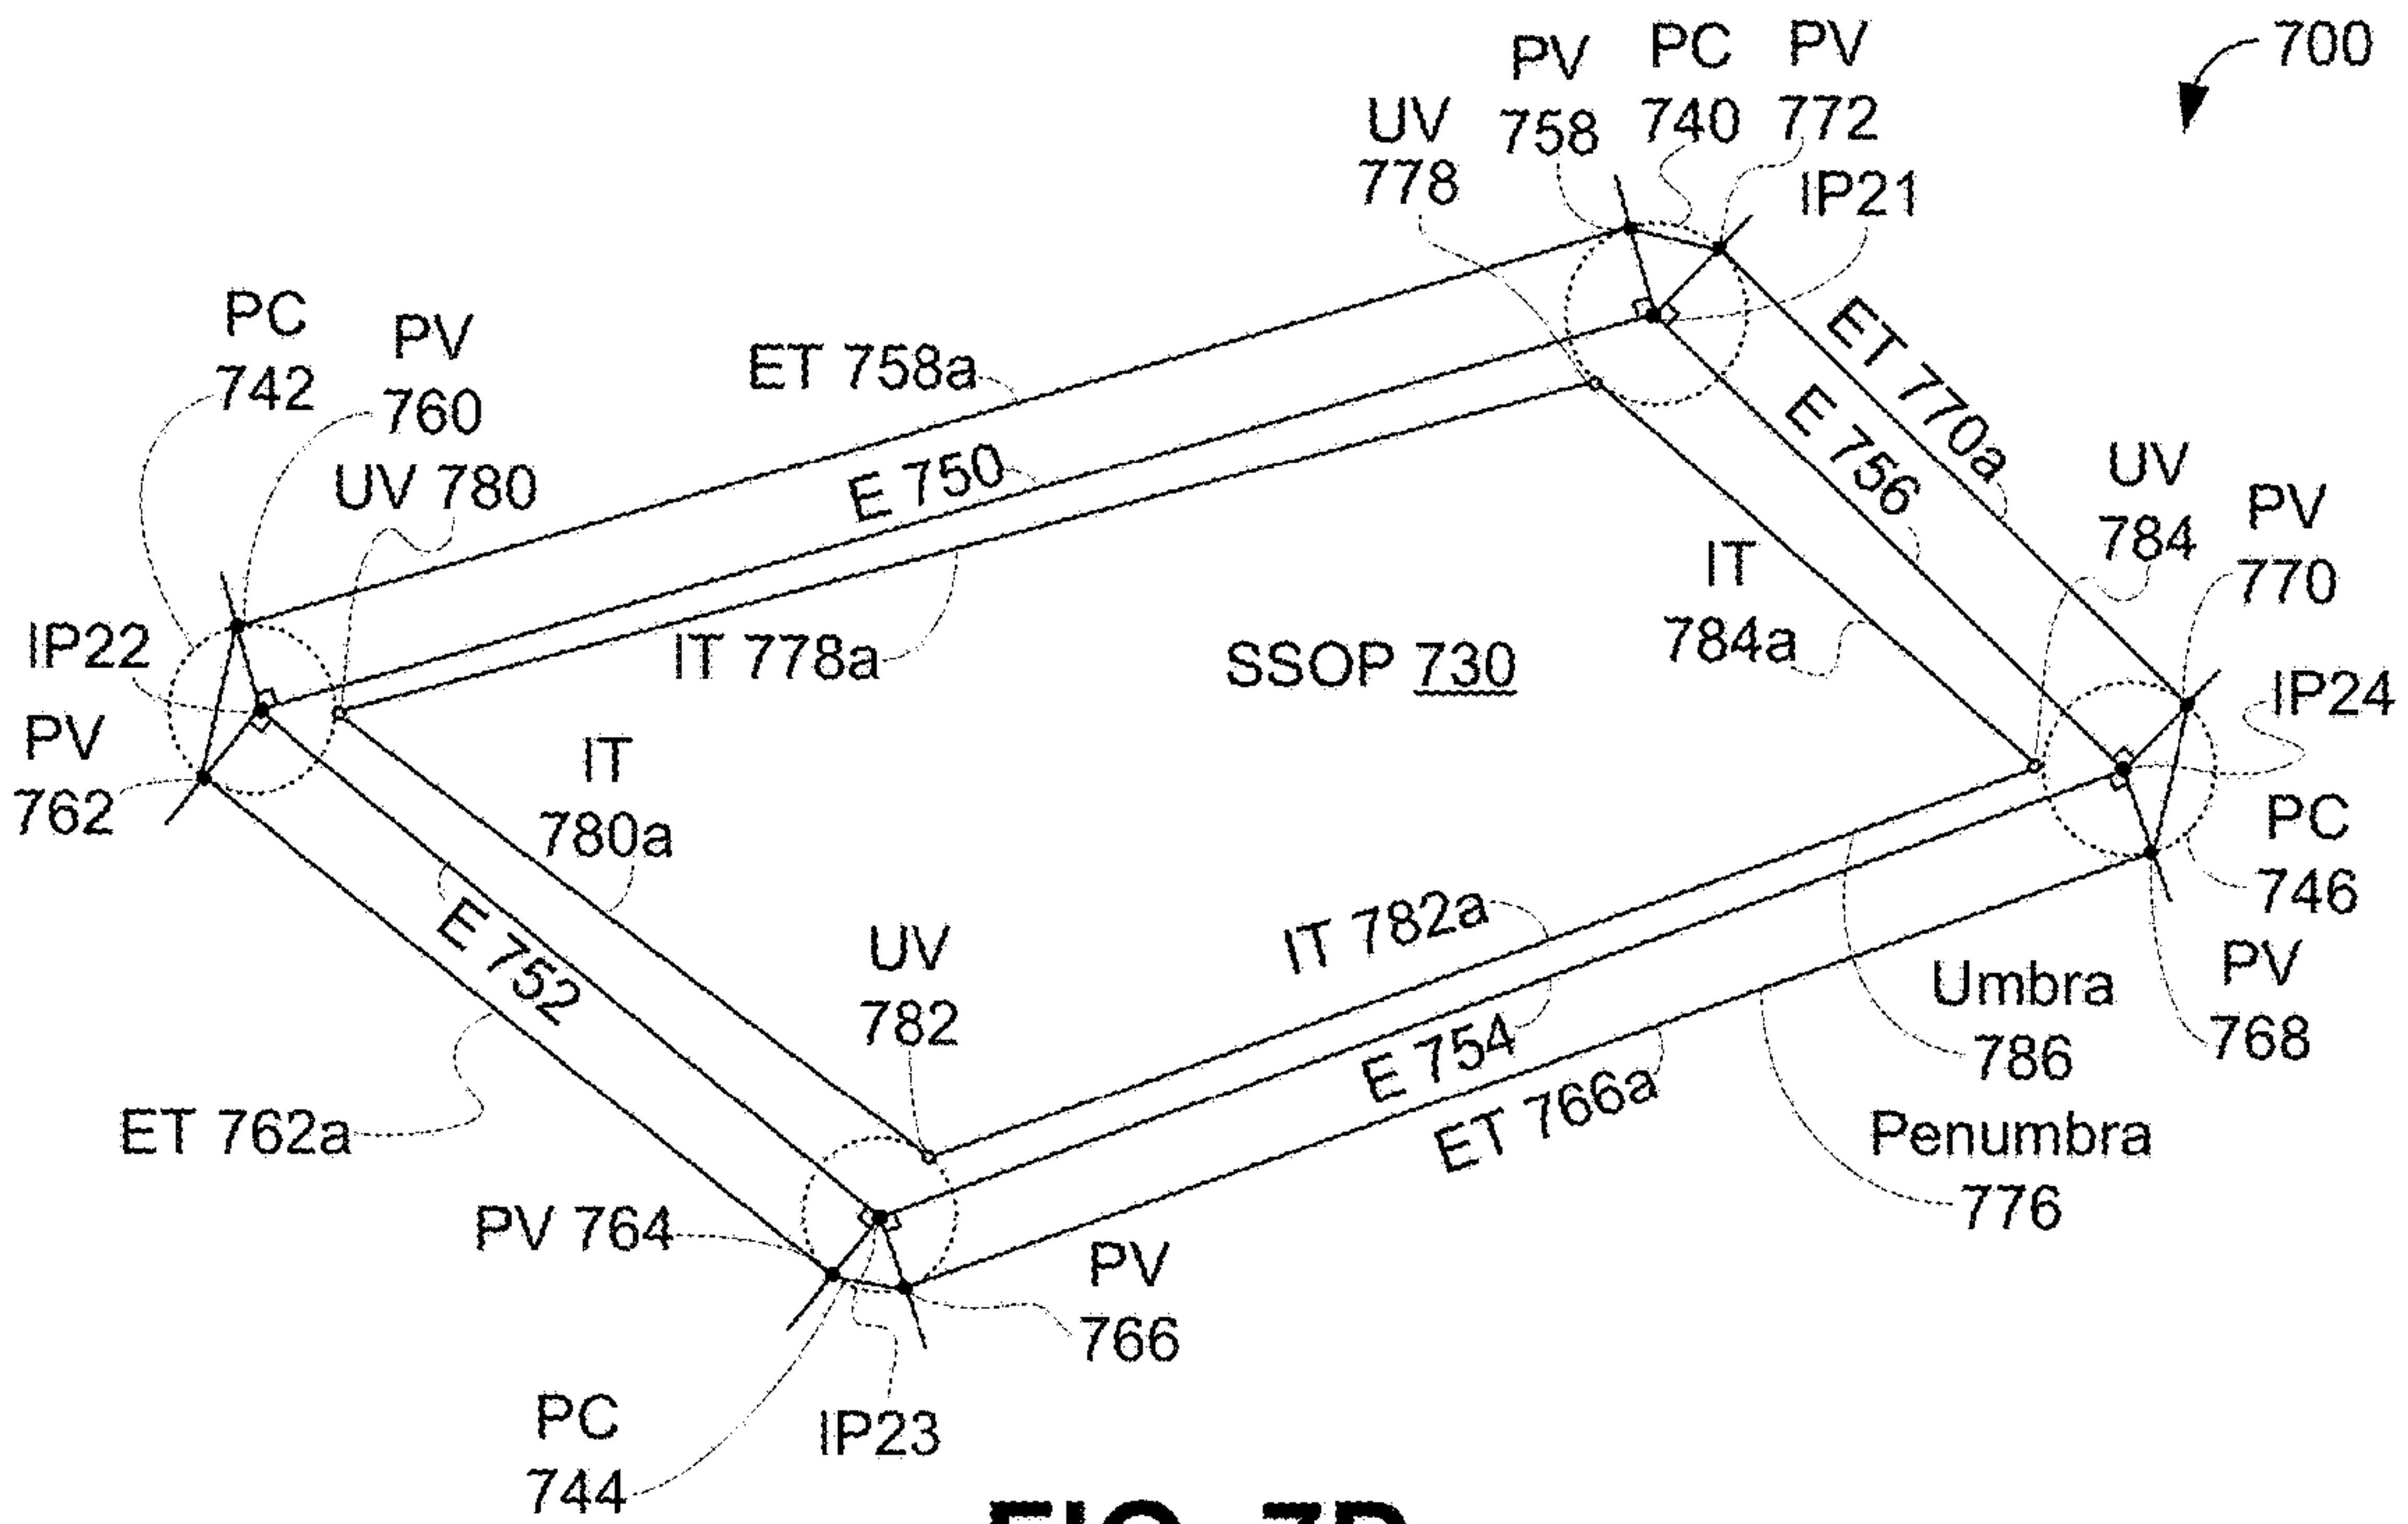 700
PV
758
PC
740
PV
772
UV
778
IP21
PC
742
PV
760
ET 758a
ET 770a
UV 780
E 750
E 756
UV
784
PV
770
IP22
IT 778a
IT
784a
SSOP 730
IP24
PV
762
IT
780a
PC
746
E 752
UV
782
IT 782a
E 754
ET 766a
Umbra
786
PV
768
ET 762a
Penumbra
776
PV 764
PV
766
PC
744
IP23